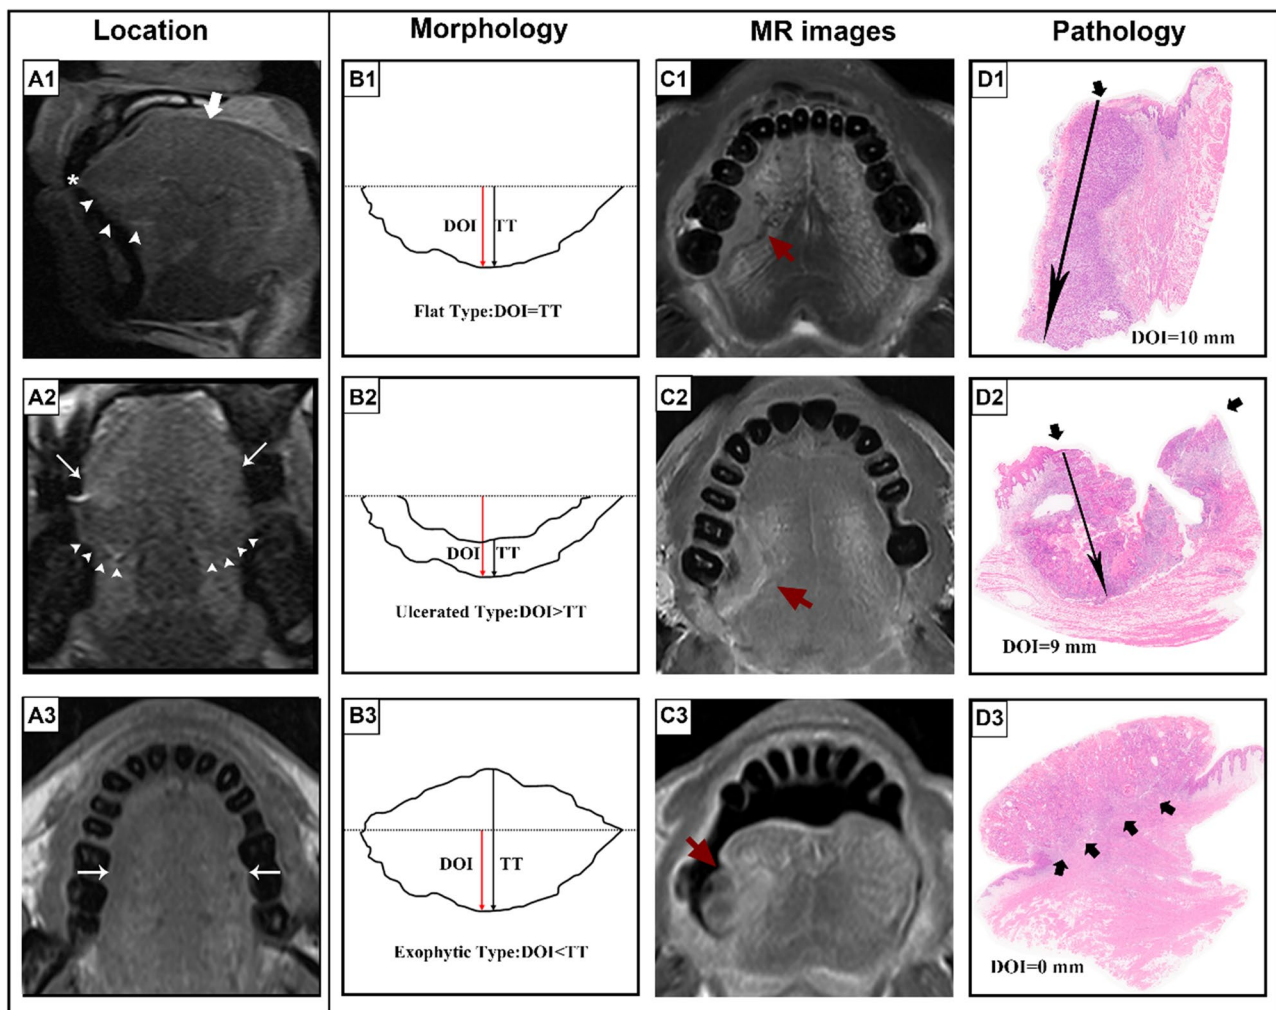 Location
Morphology
MR images
Pathology
A1
*
B1
DOI
TT
Flat Type:DOI=TT
C1
D1
DOI=10 mm
A2
B2
DOI
TT
Ulcerated Type:DOI>TT
C2
D2
DOI=9 mm
A3
B3
DOI
TT
Exophytic Type:DOI<TT
C3
D3
DOI=0 mm